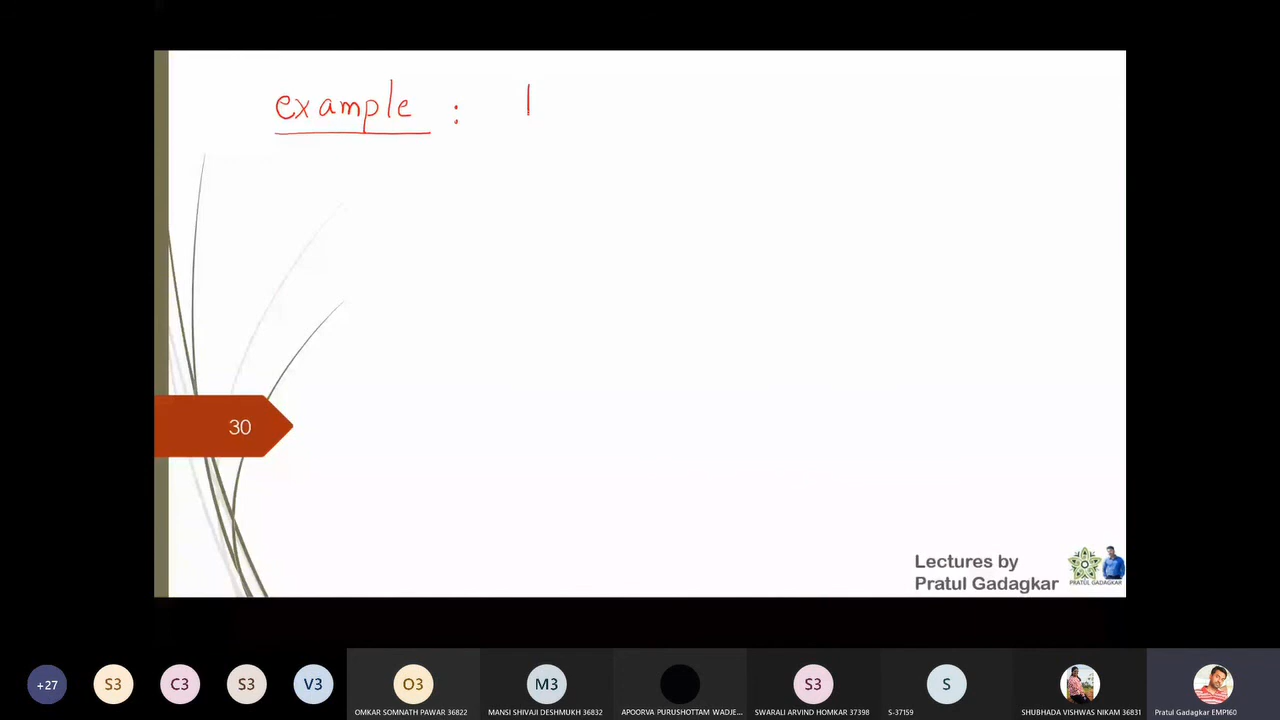 example : |
30
Lectures by
Pratul Gadagkar
PRATUL GADAGKAR
+27
S3
C3
S3
V3
O3
M3
S3
S
OMKAR SOMNATH PAWAR 36822
MANSI SHIVAJI DESHMUKH 36832
APOORVA PURUSHOTTAM WADJE...
SWARALI ARVIND HOMKAR 37398
S-37159
SHUBHADA VISHWAS NIKAM 36831
Pratul Gadagkar EMP160